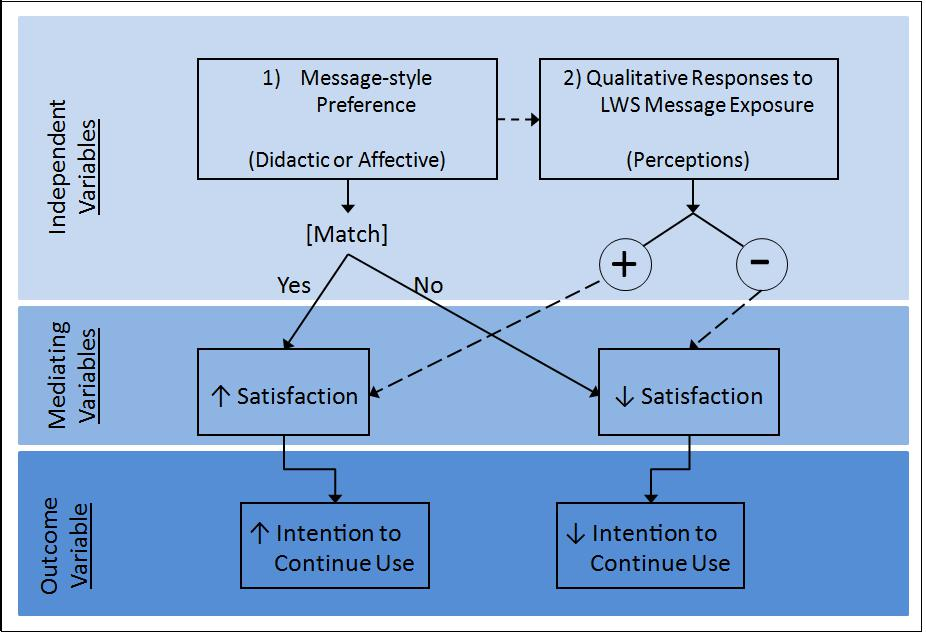 Independent
Variables
1) Message-style
Preference
(Didactic or Affective)
2) Qualitative Responses to
LWS Message Exposure
(Perceptions)
[Match]
Yes
No
+
−
Mediating
Variables
↑ Satisfaction
↓ Satisfaction
Outcome
Variable
↑ Intention to
Continue Use
↓ Intention to
Continue Use